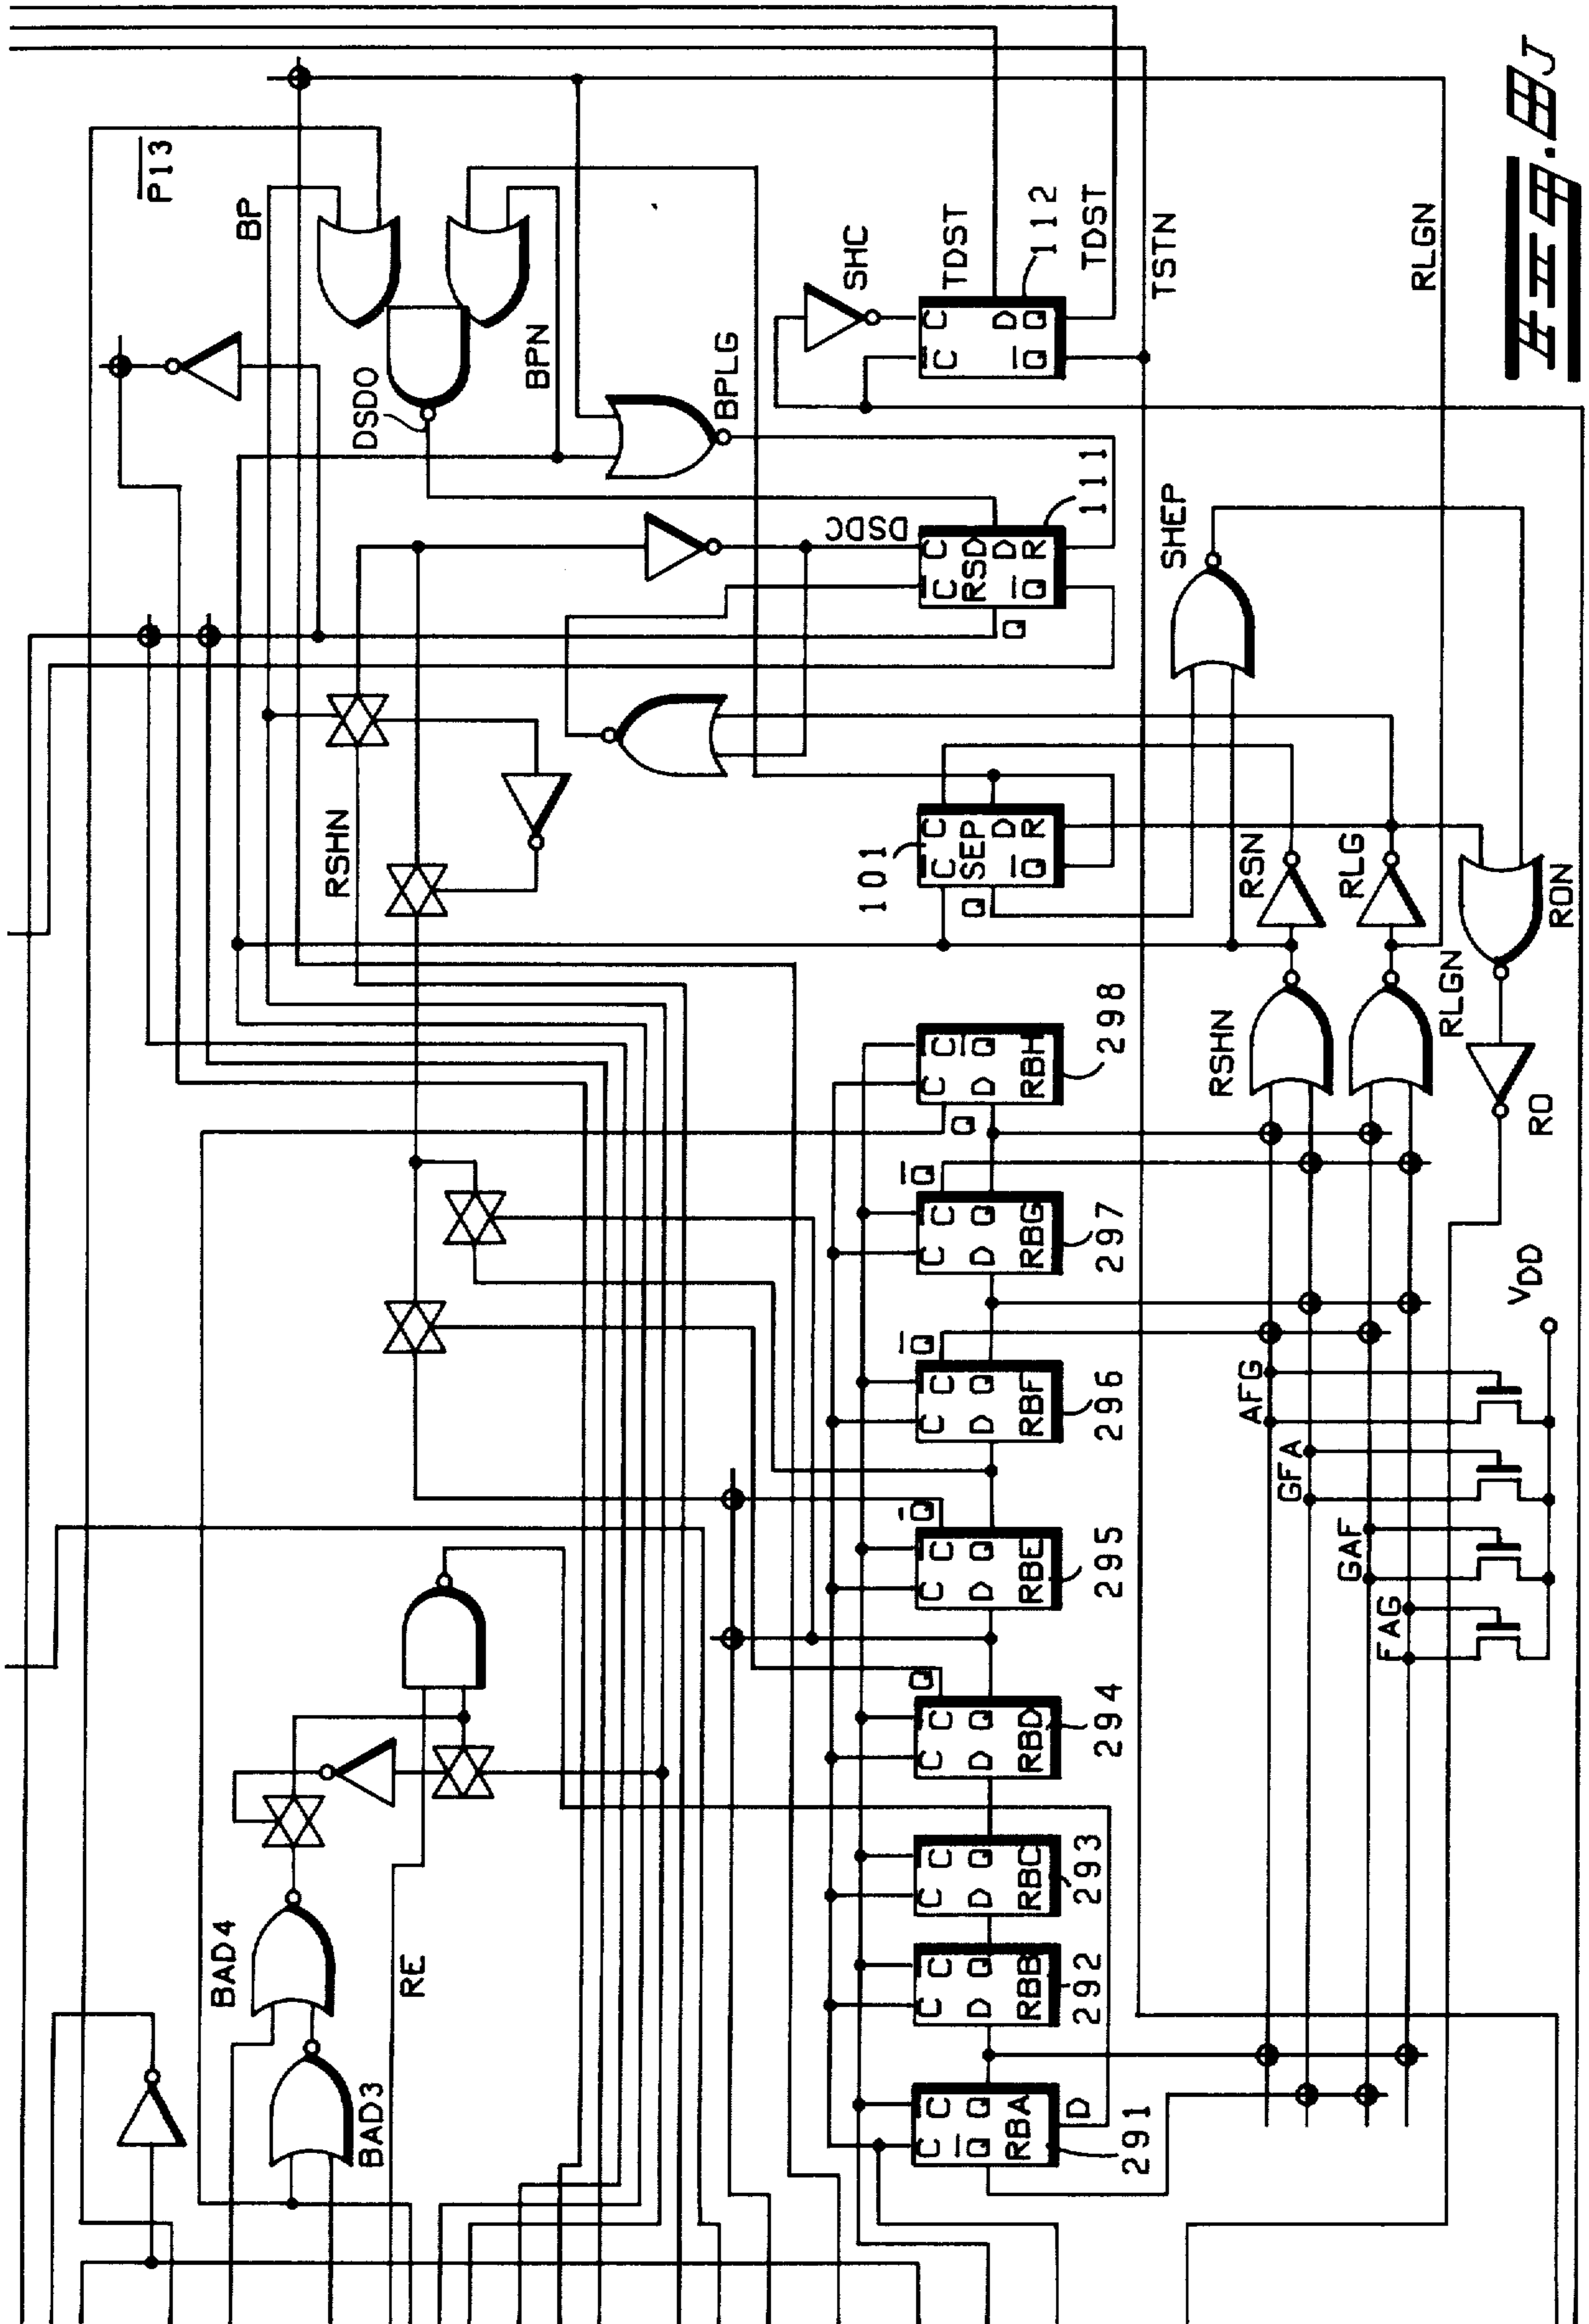 P13
BP
DSDO
BPN
BPLG
SHC
TDST
112
C D Q
C Q
TDST
TSTN
RLGN
FIG. 8J
DSDC
C RSD D R
C Q
Q
111
SHEP
RSHN
101
C SEP D R
C Q
Q
RSN
RLG
RON
RLGN
RSHN
RO
C Q
C D RBH
Q
298
Q
C Q
C D RBG
297
Q
C Q
C D RBF
296
Q
C Q
C D RBE
295
Q
C Q
C D RBD
294
C Q
C D RBC
293
C Q
C D RBB
292
C Q
C Q RBA
D
291
VDD
AFG
GFA
GAF
FAG
BAD4
RE
BAD3